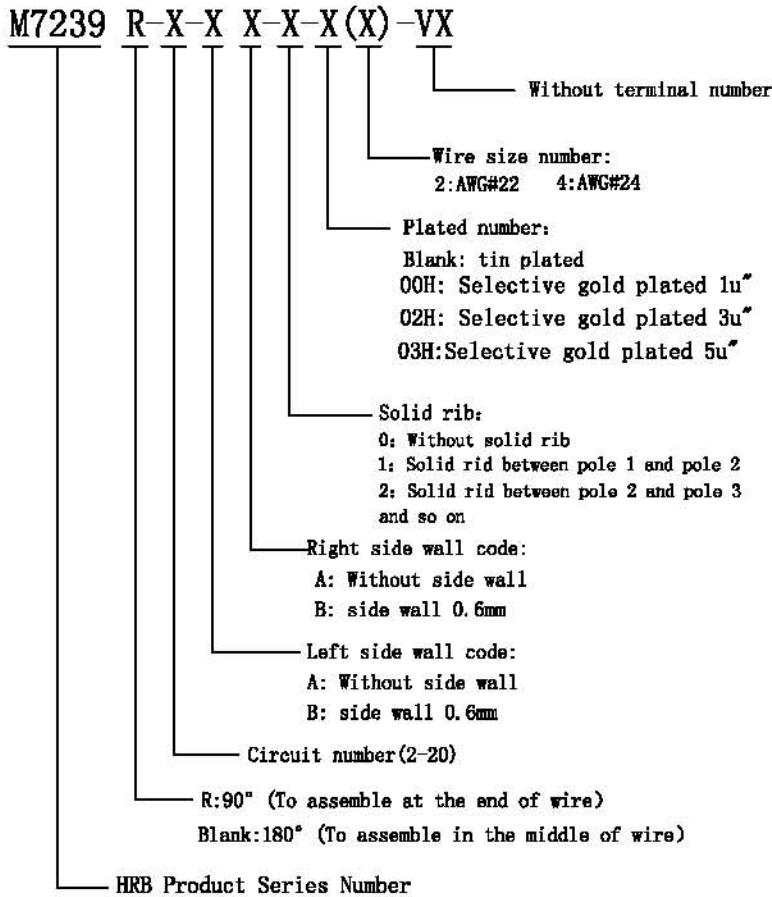 M7239 R-X-X X-X-X(X)-VX
Without terminal number
Wire size number:
2:AWG#22 4:AWG#24
Plated number:
Blank: tin plated
00H: Selective gold plated 1u"
02H: Selective gold plated 3u"
03H:Selective gold plated 5u"
Solid rib:
0: Without solid rib
1: Solid rid between pole 1 and pole 2
2: Solid rid between pole 2 and pole 3
and so on
Right side wall code:
A: Without side wall
B: side wall 0.6mm
Left side wall code:
A: Without side wall
B: side wall 0.6mm
Circuit number(2-20)
R:90° (To assemble at the end of wire)
Blank:180° (To assemble in the middle of wire)
HRB Product Series Number